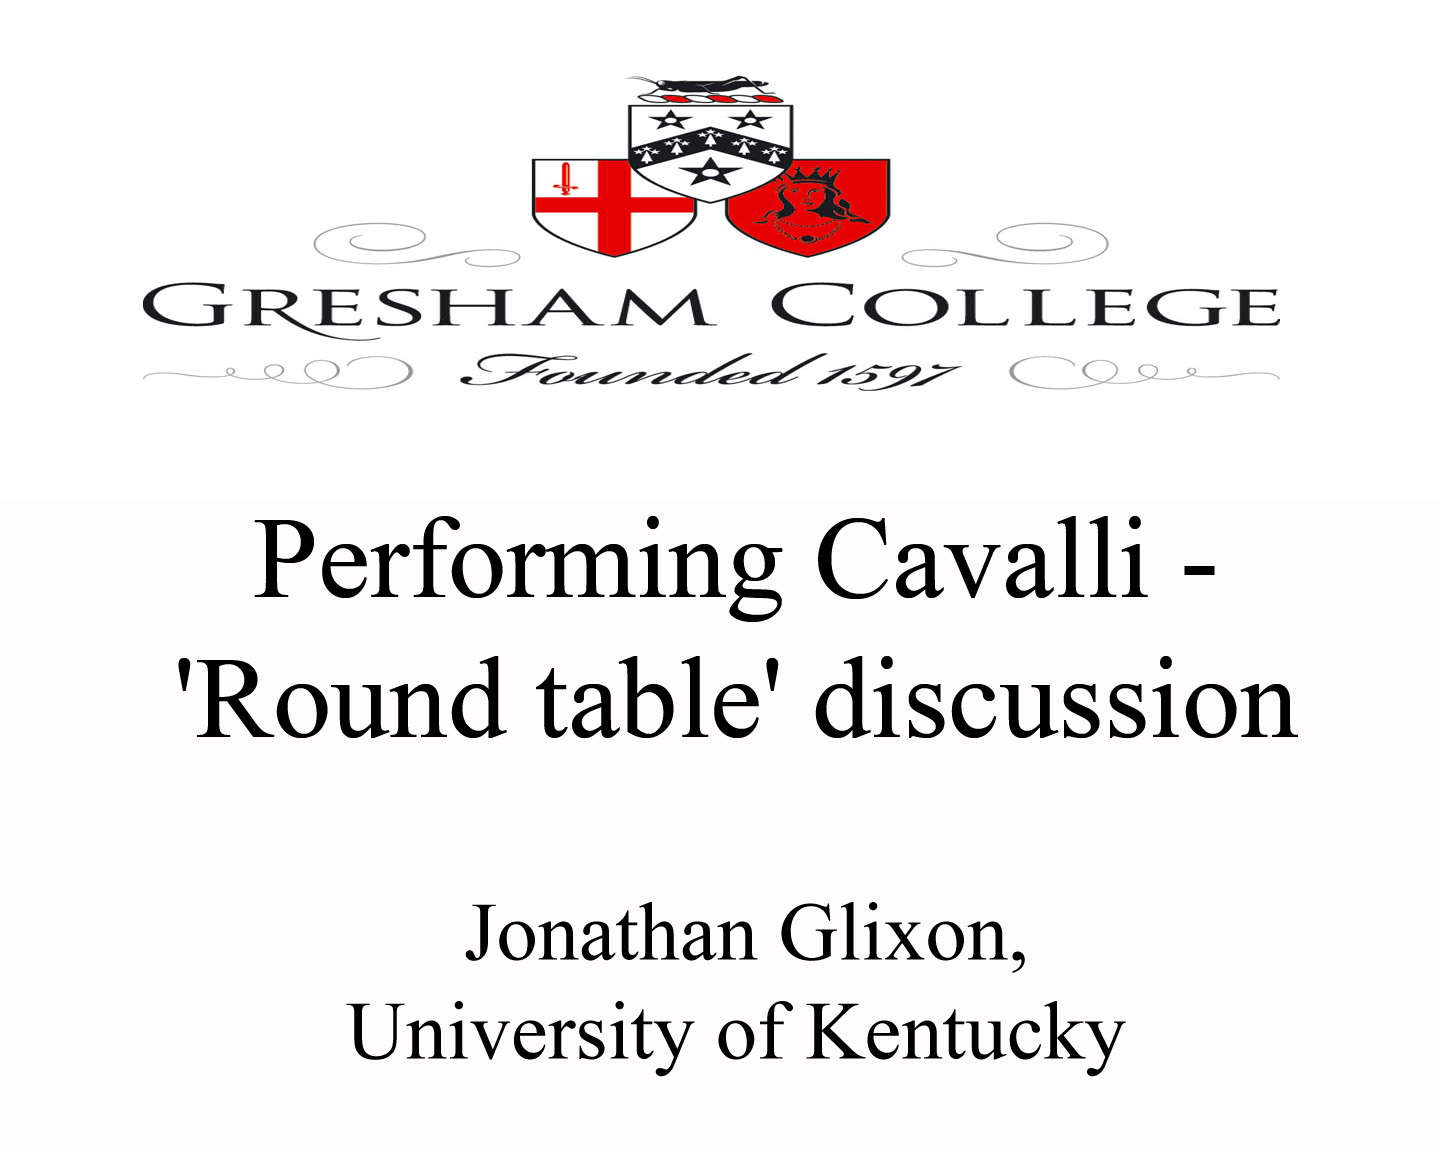 GRESHAM COLLEGE
Founded 1597
Performing Cavalli -
'Round table' discussion
Jonathan Glixon,
University of Kentucky